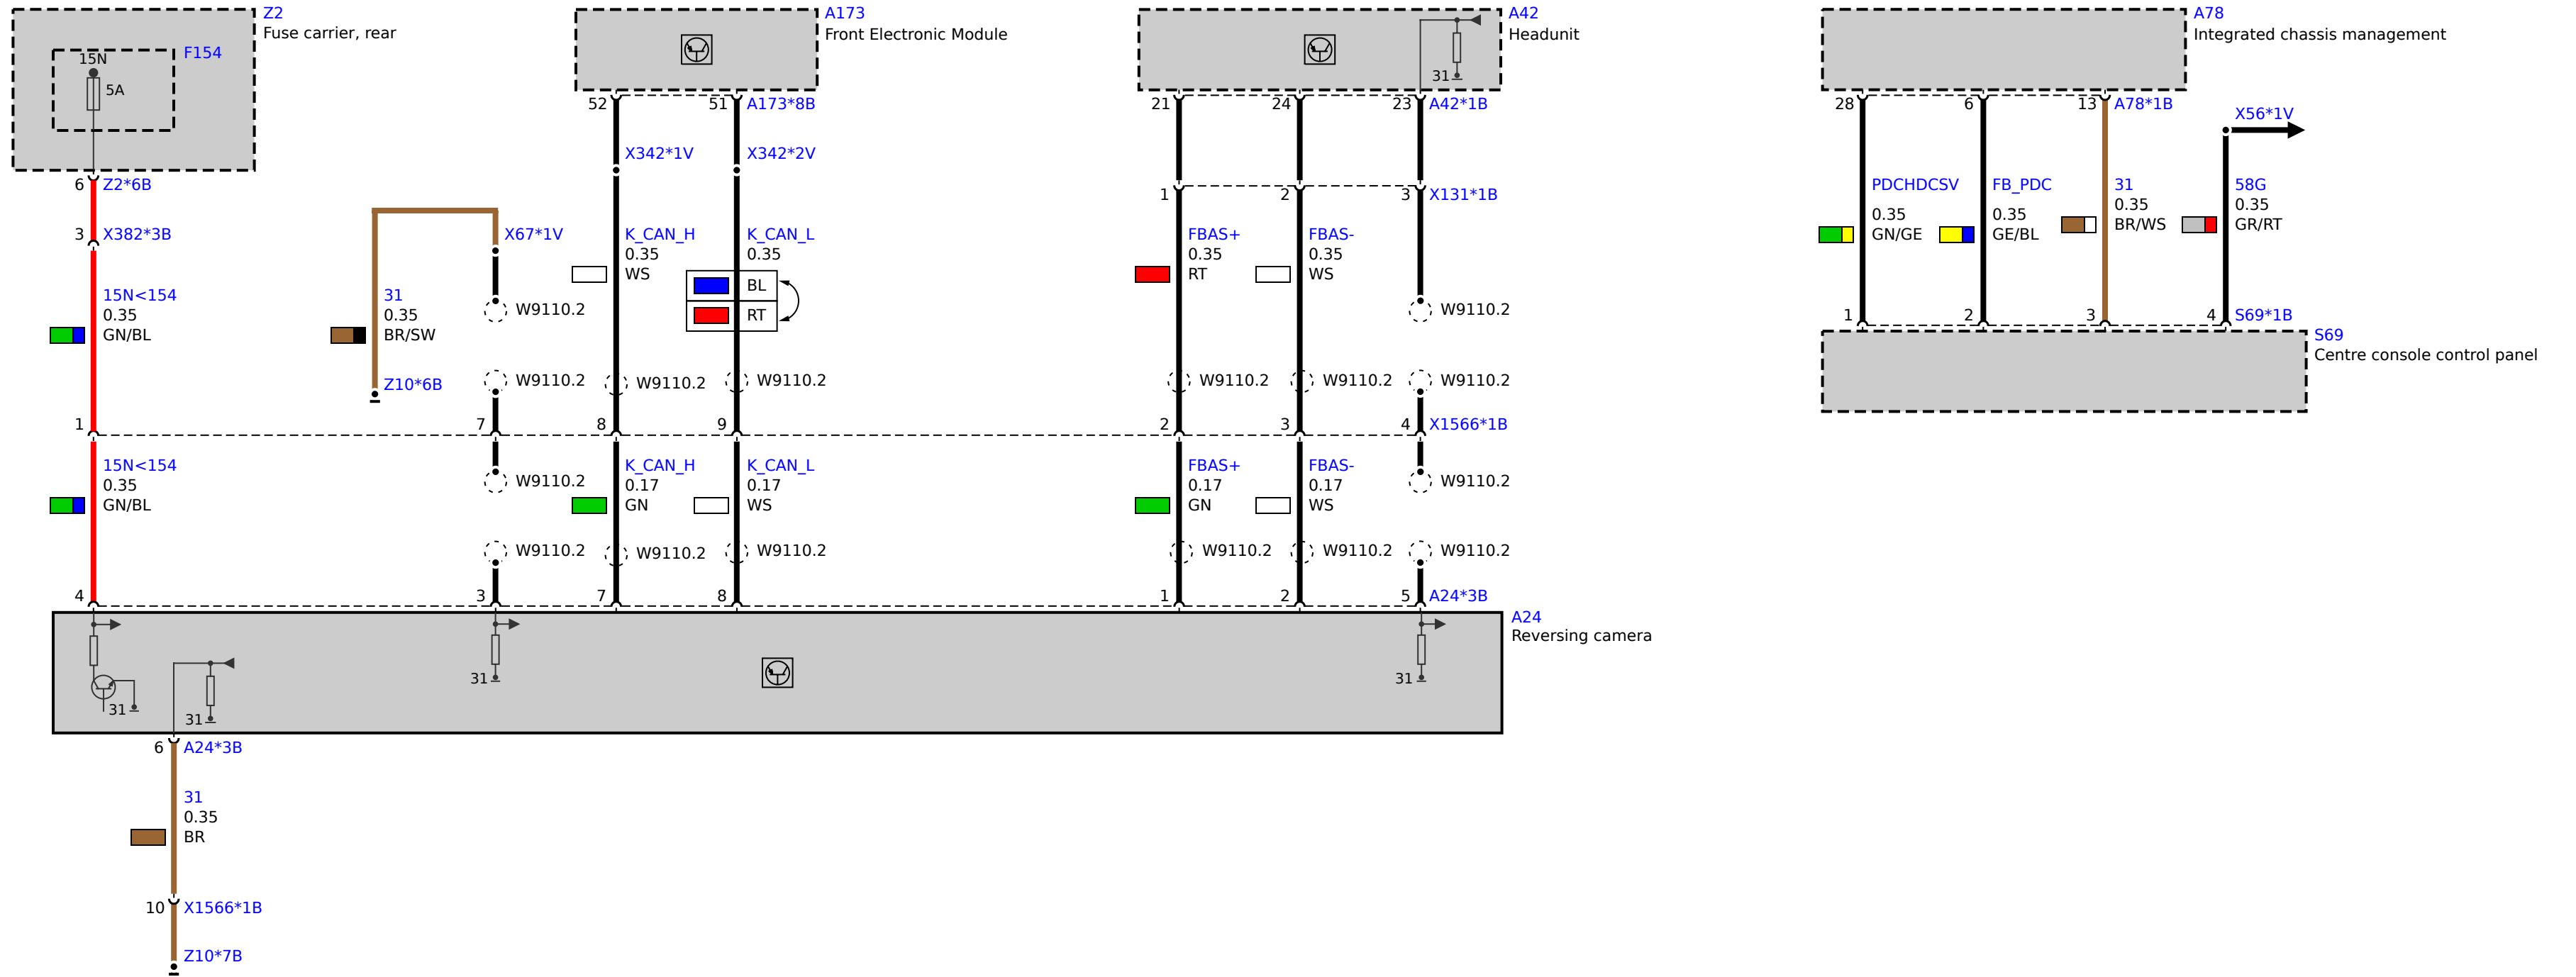 Z2
Fuse carrier, rear
F154
15N
5A
A173
Front Electronic Module
A42
Headunit
31
A78
Integrated chassis management
52
51
A173*8B
21
24
23
A42*1B
28
6
13
A78*1B
X56*1V
X342*1V
X342*2V
6
Z2*6B
1
2
3
X131*1B
PDCHDCSV
0.35
GN/GE
FB_PDC
0.35
GE/BL
31
0.35
BR/WS
58G
0.35
GR/RT
3
X382*3B
X67*1V
K_CAN_H
0.35
WS
K_CAN_L
0.35
BL
RT
FBAS+
0.35
RT
FBAS-
0.35
WS
15N<154
0.35
GN/BL
31
0.35
BR/SW
W9110.2
W9110.2
1
2
3
4
S69*1B
S69
Centre console control panel
Z10*6B
W9110.2
W9110.2
W9110.2
W9110.2
W9110.2
W9110.2
1
7
8
9
2
3
4
X1566*1B
15N<154
0.35
GN/BL
W9110.2
K_CAN_H
0.17
GN
K_CAN_L
0.17
WS
FBAS+
0.17
GN
FBAS-
0.17
WS
W9110.2
W9110.2
W9110.2
W9110.2
W9110.2
W9110.2
W9110.2
4
3
7
8
1
2
5
A24*3B
A24
Reversing camera
31
31
31
31
6
A24*3B
31
0.35
BR
10
X1566*1B
Z10*7B